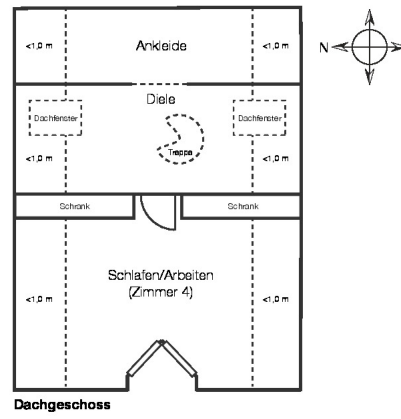 <1,0 m Ankleide <1,0 m
N
Diele
Dachfenster Dachfenster
Treppe
<1,0 m <1,0 m
Schrank Schrank
Schlafen/Arbeiten
(Zimmer 4)
<1,0 m <1,0 m
Dachgeschoss